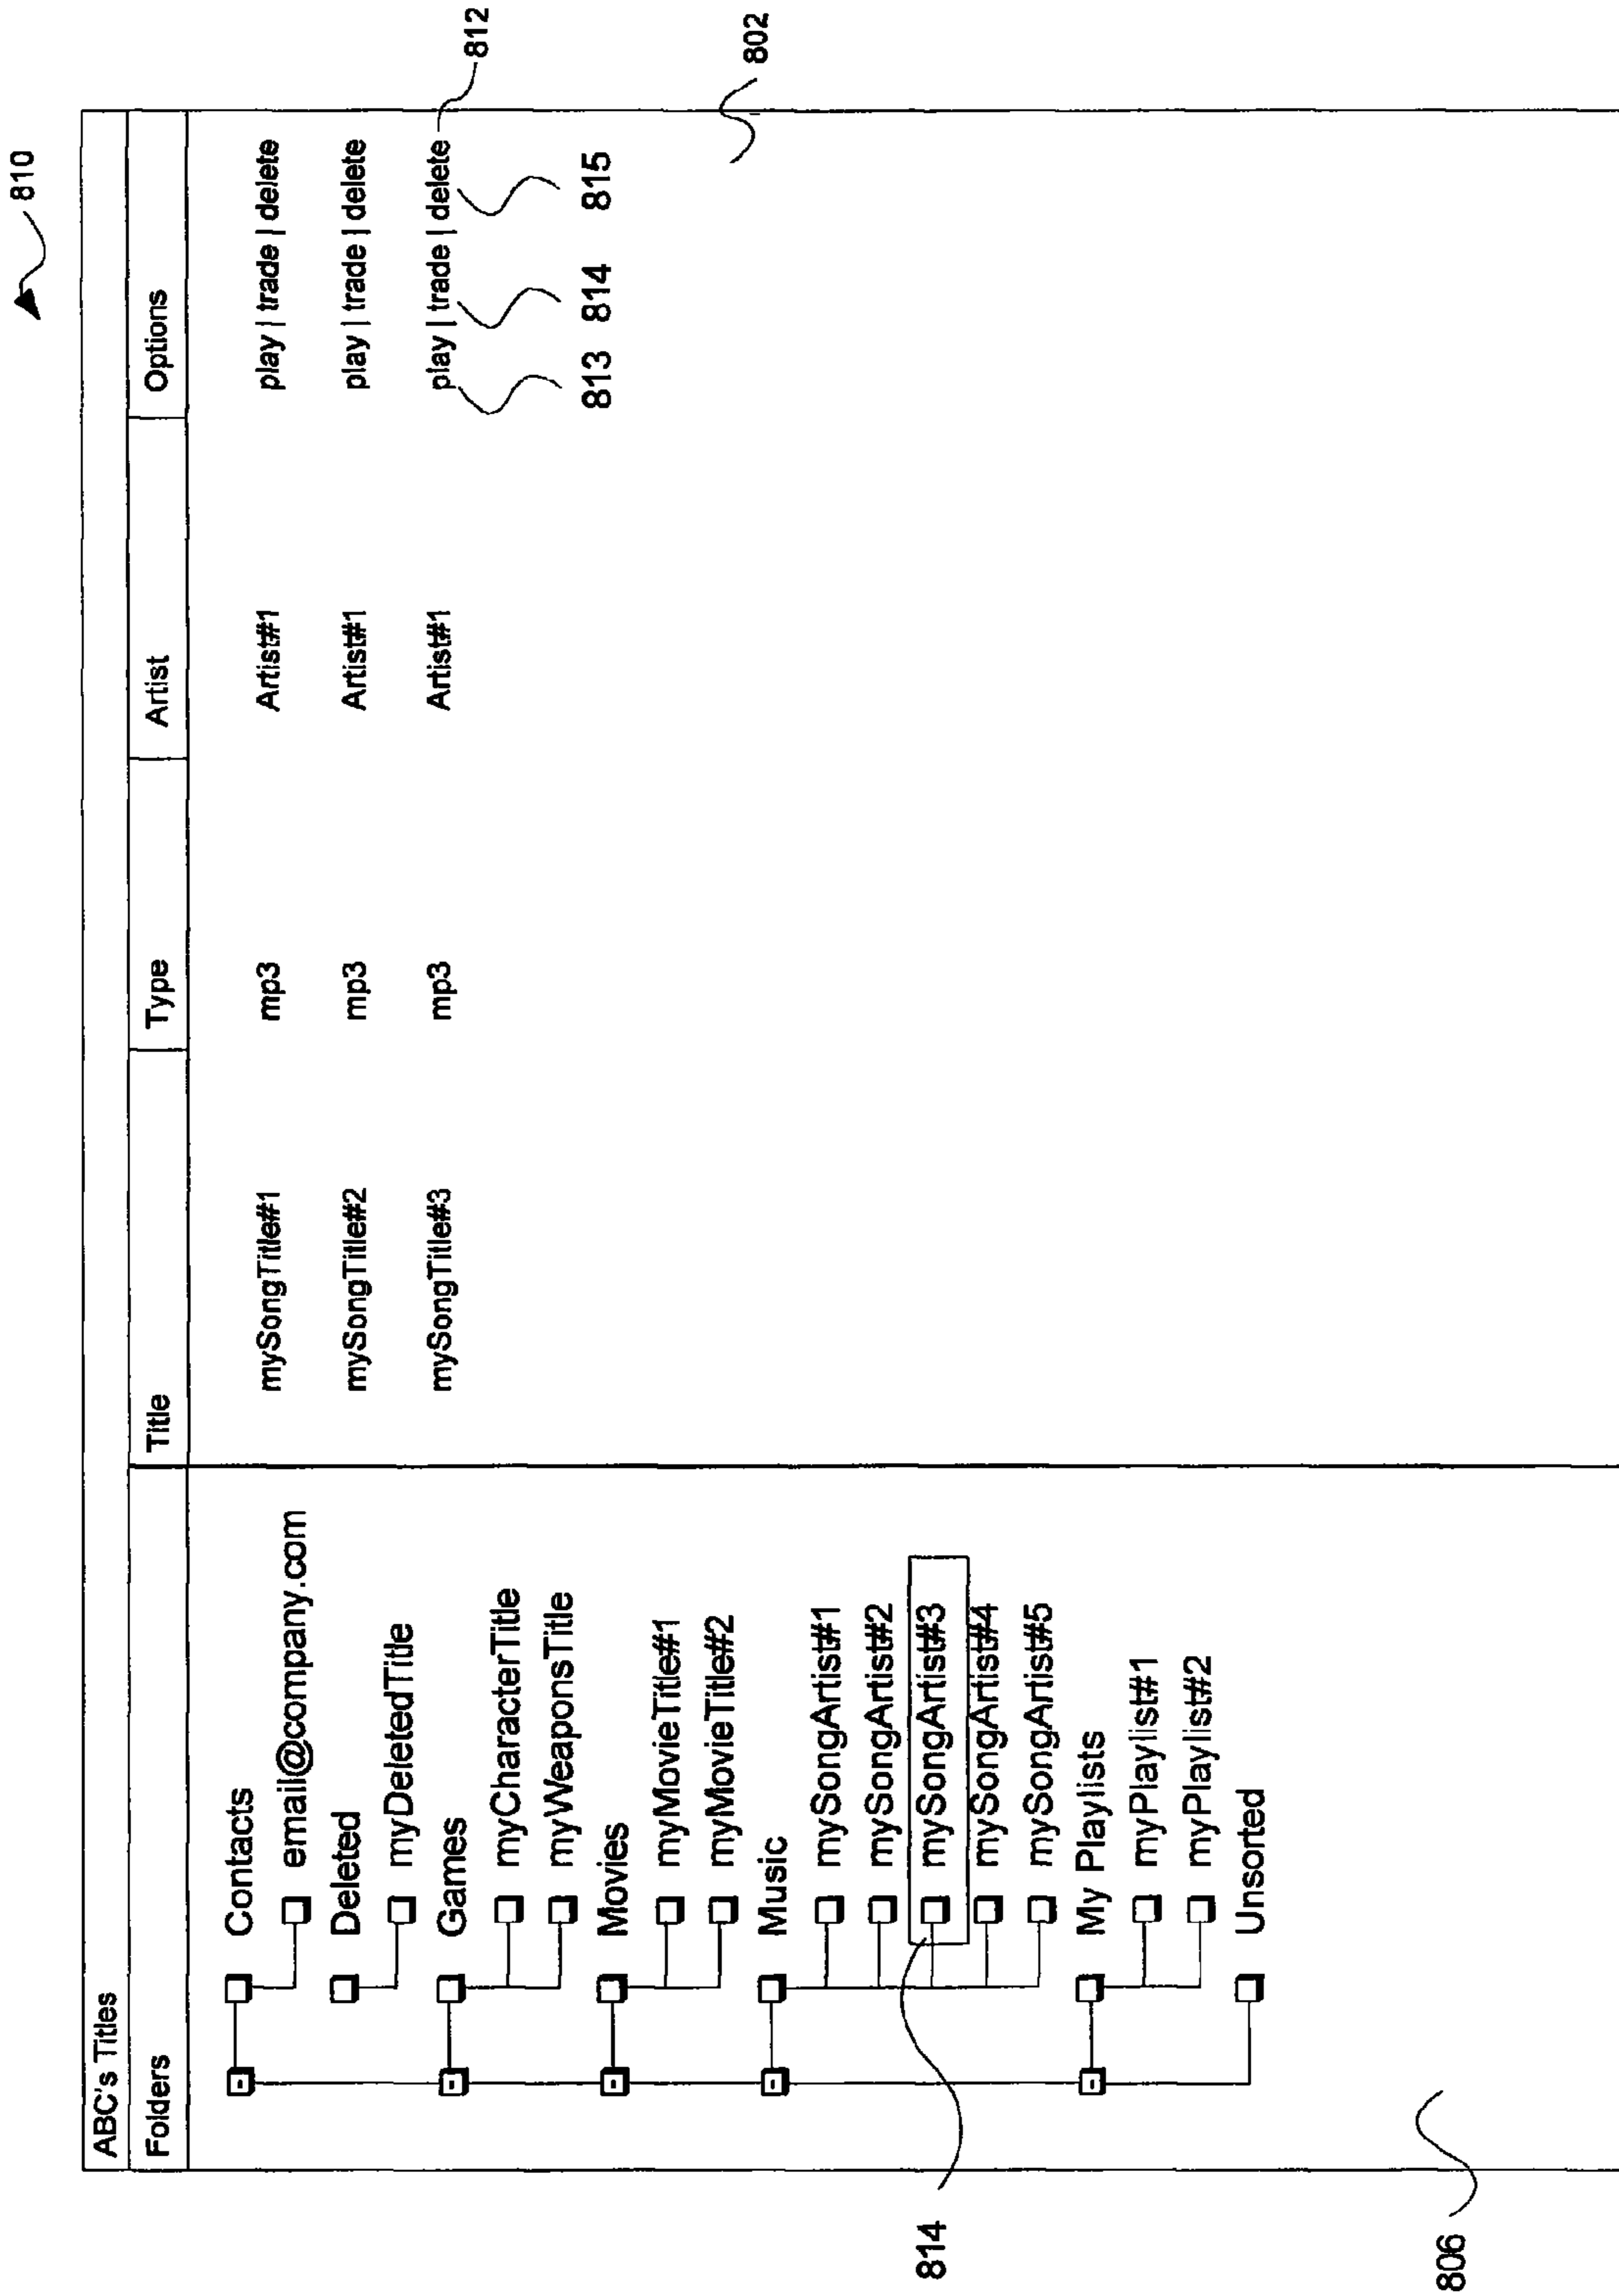 810
ABC's Titles
Folders Title Type Artist Options
Contacts
email@company.com
Deleted
myDeletedTitle
Games
myCharacterTitle
myWeaponsTitle
Movies
myMovieTitle#1
myMovieTitle#2
Music
mySongArtist#1
mySongArtist#2
mySongArtist#3
mySongArtist#4
mySongArtist#5
My Playlists
myPlaylist#1
myPlaylist#2
Unsorted
mySongTitle#1 mp3 Artist#1 play | trade | delete
mySongTitle#2 mp3 Artist#1 play | trade | delete
mySongTitle#3 mp3 Artist#1 play | trade | delete
812
813 814 815
802
814
806